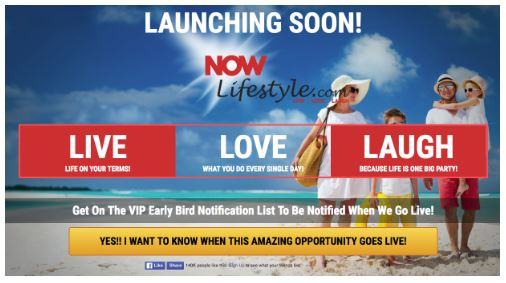 LAUNCHING SOON!
NOW
Lifestyle.com
LIVE LOVE LAUGH
LIVE
LIFE ON YOUR TERMS!
LOVE
WHAT YOU DO EVERY SINGLE DAY!
LAUGH
BECAUSE LIFE IS ONE BIG PARTY!
Get On The VIP Early Bird Notification List To Be Notified When We Go Live!
YES!! I WANT TO KNOW WHEN THIS AMAZING OPPORTUNITY GOES LIVE!
Like Share 140K people like this. Sign Up to see what your friends like.